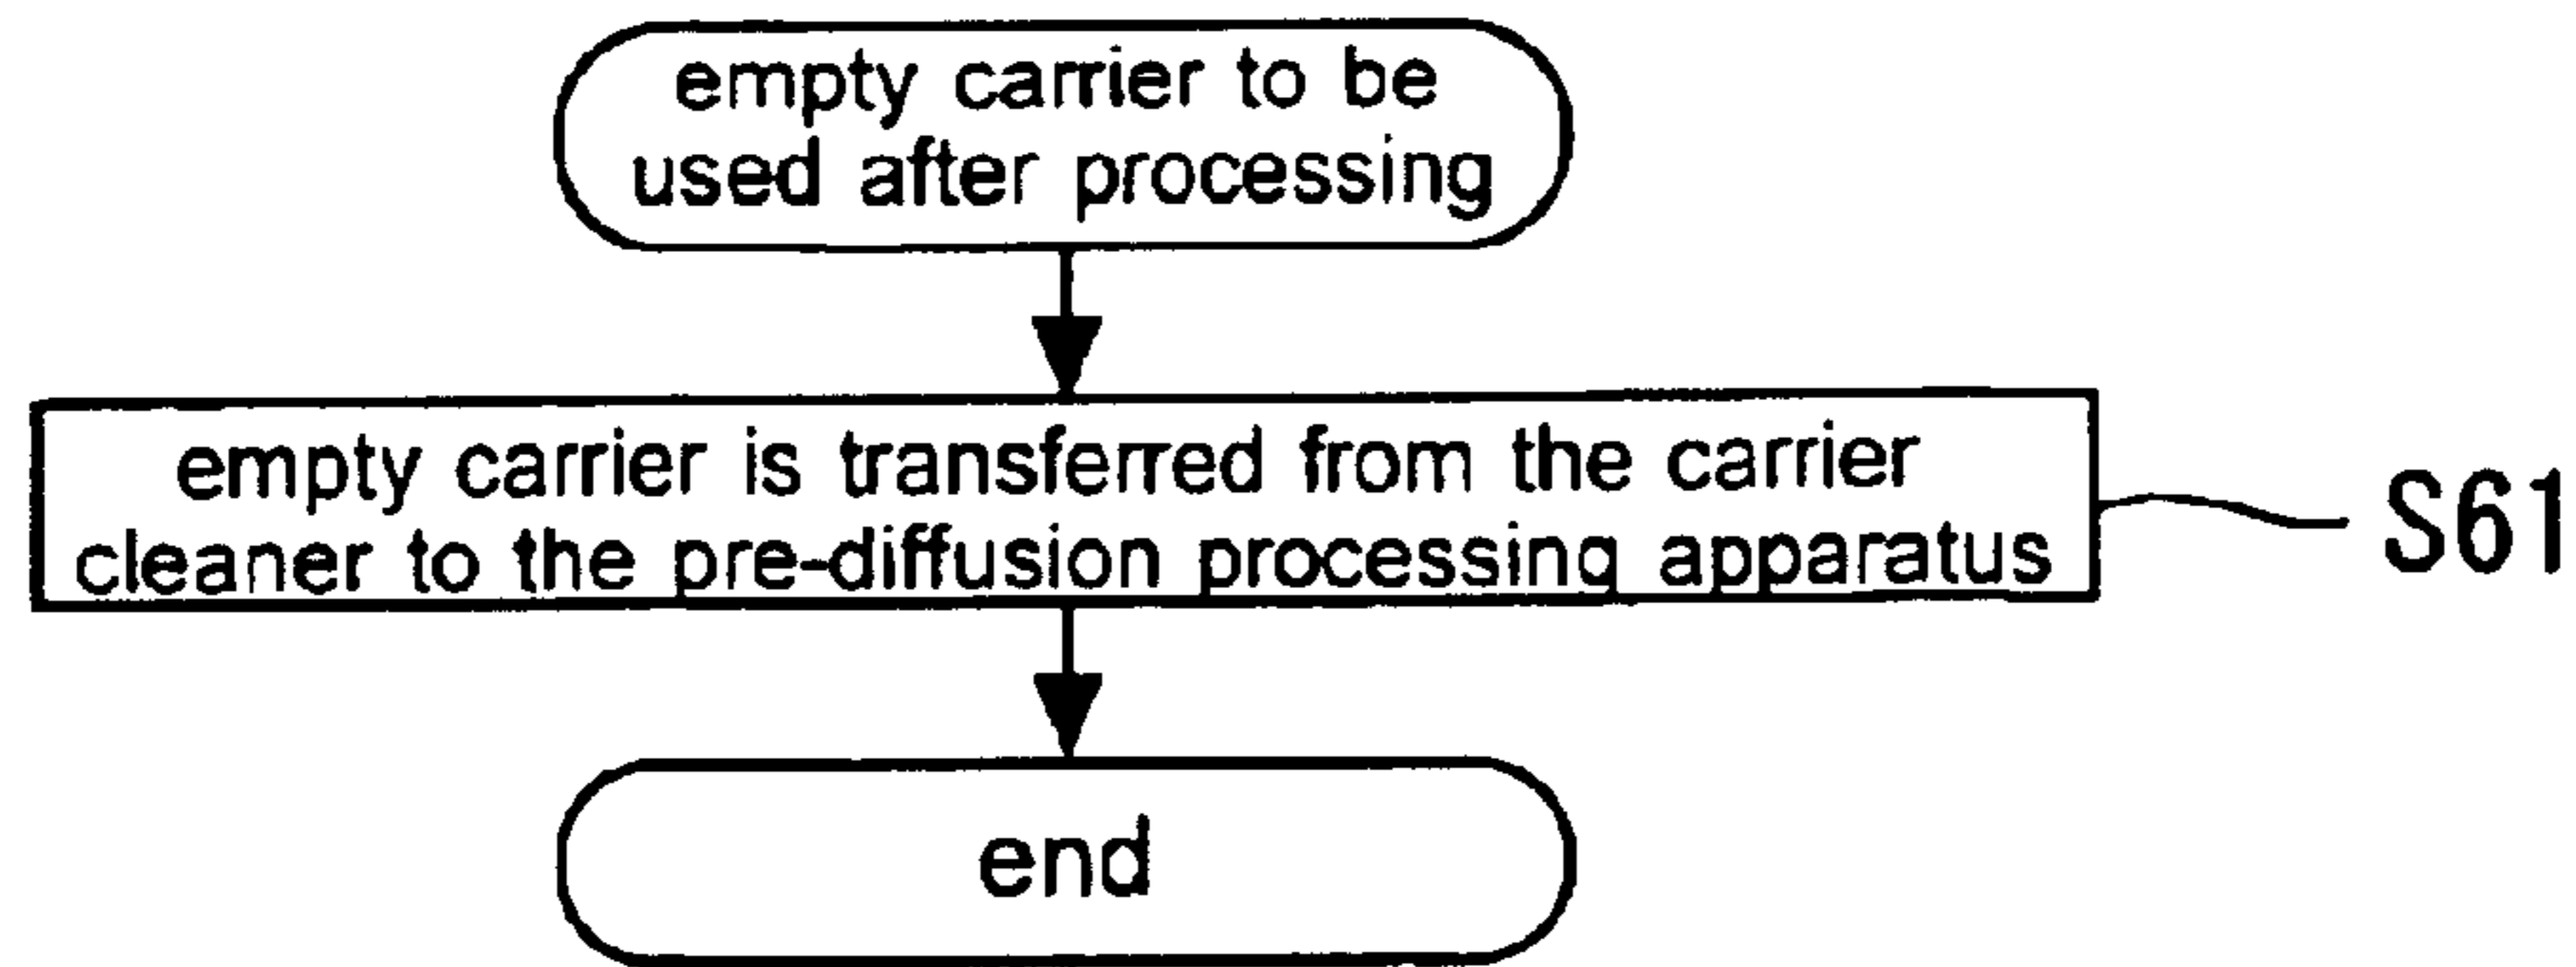 empty carrier to be
used after processing
empty carrier is transferred from the carrier
cleaner to the pre-diffusion processing apparatus
S61
end